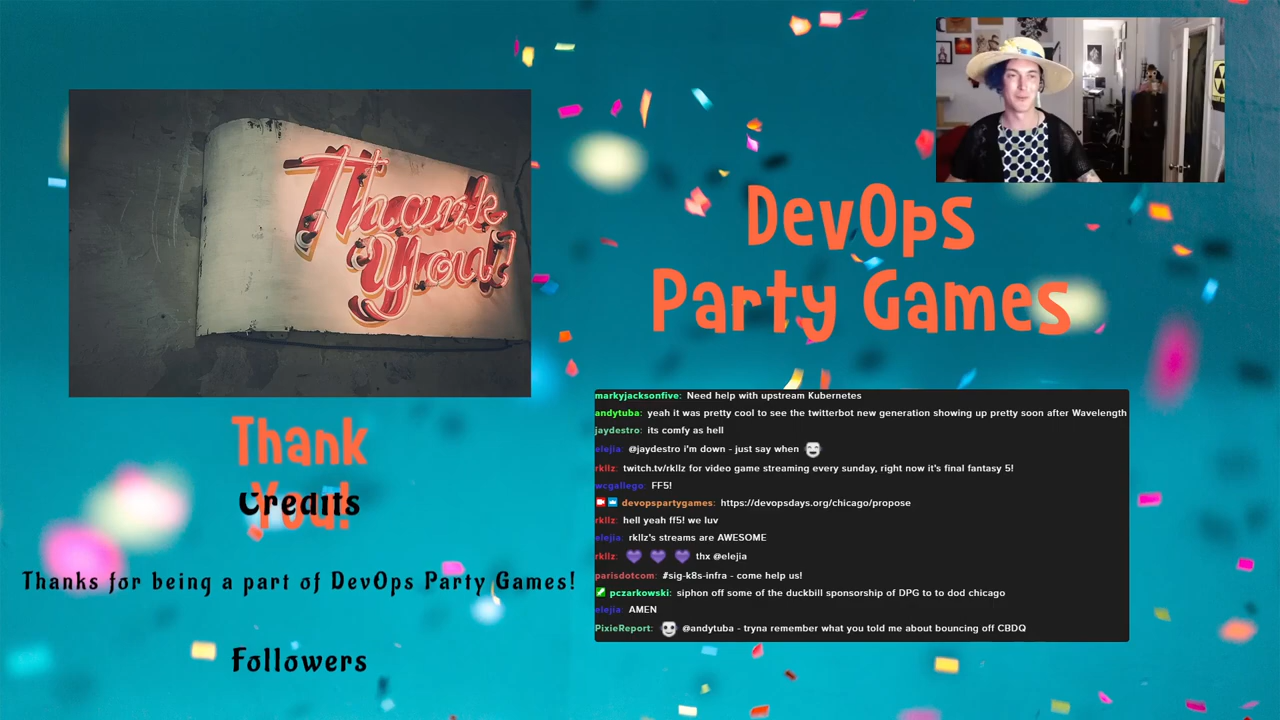 Thank
you!
DevOps
Party Games
Thank
You!
Credits
Thanks for being a part of DevOps Party Games!
Followers
markyjacksonfive: Need help with upstream Kubernetes
andytuba: yeah it was pretty cool to see the twitterbot new generation showing up pretty soon after Wavelength
jaydestro: its comfy as hell
elejia: @jaydestro i'm down - just say when
rkllz: twitch.tv/rkllz for video game streaming every sunday, right now it's final fantasy 5!
wcgallego: FF5!
devopspartygames: https://devopsdays.org/chicago/propose
rkllz: hell yeah ff5! we luv
elejia: rkllz's streams are AWESOME
rkllz: thx @elejia
parisdotcom: #sig-k8s-infra - come help us!
pczarkowski: siphon off some of the duckbill sponsorship of DPG to to dod chicago
elejia: AMEN
PixieReport: @andytuba - tryna remember what you told me about bouncing off CBDQ